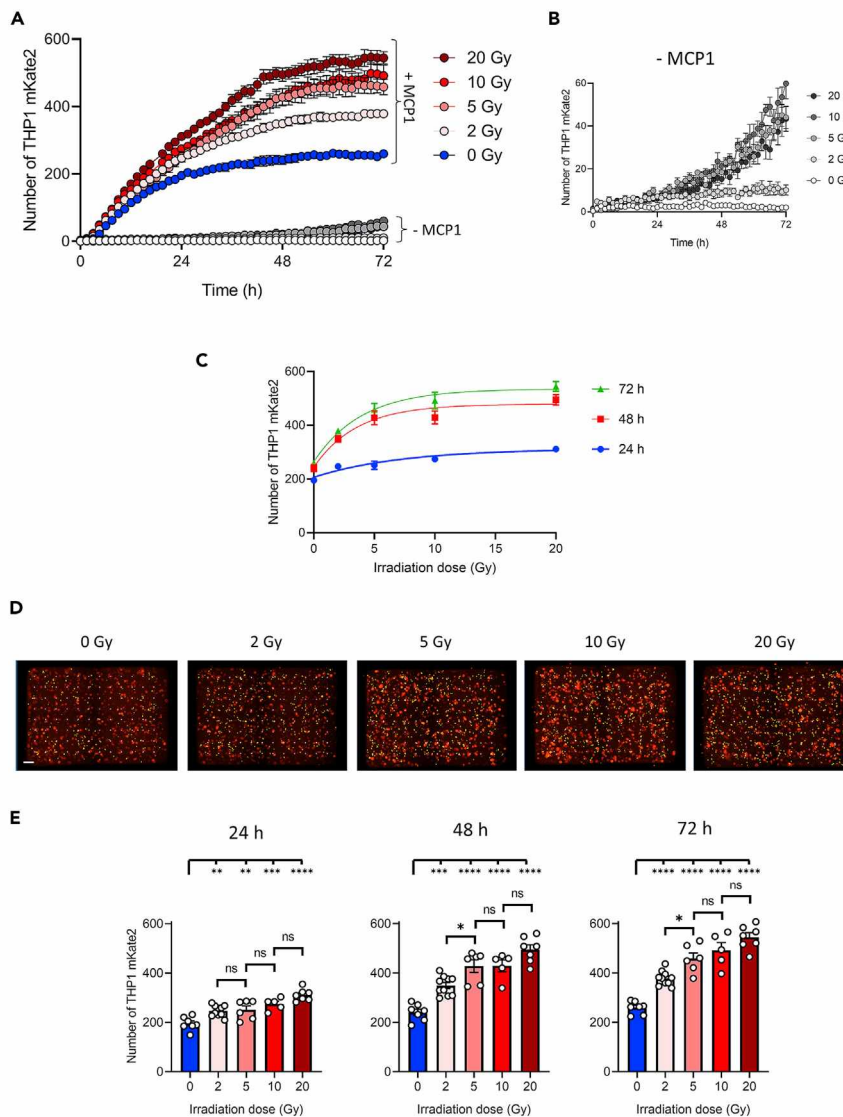 A
Number of THP1 mKate2
600
400
200
0
0
24
48
72
Time (h)
+ MCP1
- MCP1
20 Gy
10 Gy
5 Gy
2 Gy
0 Gy
B
- MCP1
Number of THP1 mKate2
60
40
20
0
0
24
48
72
Time (h)
20
10
5 G
2 G
0 G
C
Number of THP1 mKate2
600
400
200
0
0
5
10
15
20
Irradiation dose (Gy)
72 h
48 h
24 h
D
0 Gy
2 Gy
5 Gy
10 Gy
20 Gy
E
24 h
** ** *** ****
ns
ns
ns
Number of THP1 mKate2
600
400
200
0
0 2 5 10 20
Irradiation dose (Gy)
48 h
*** **** **** ****
ns
ns
*
600
400
200
0
0 2 5 10 20
Irradiation dose (Gy)
72 h
**** **** **** ****
ns
ns
*
600
400
200
0
0 2 5 10 20
Irradiation dose (Gy)